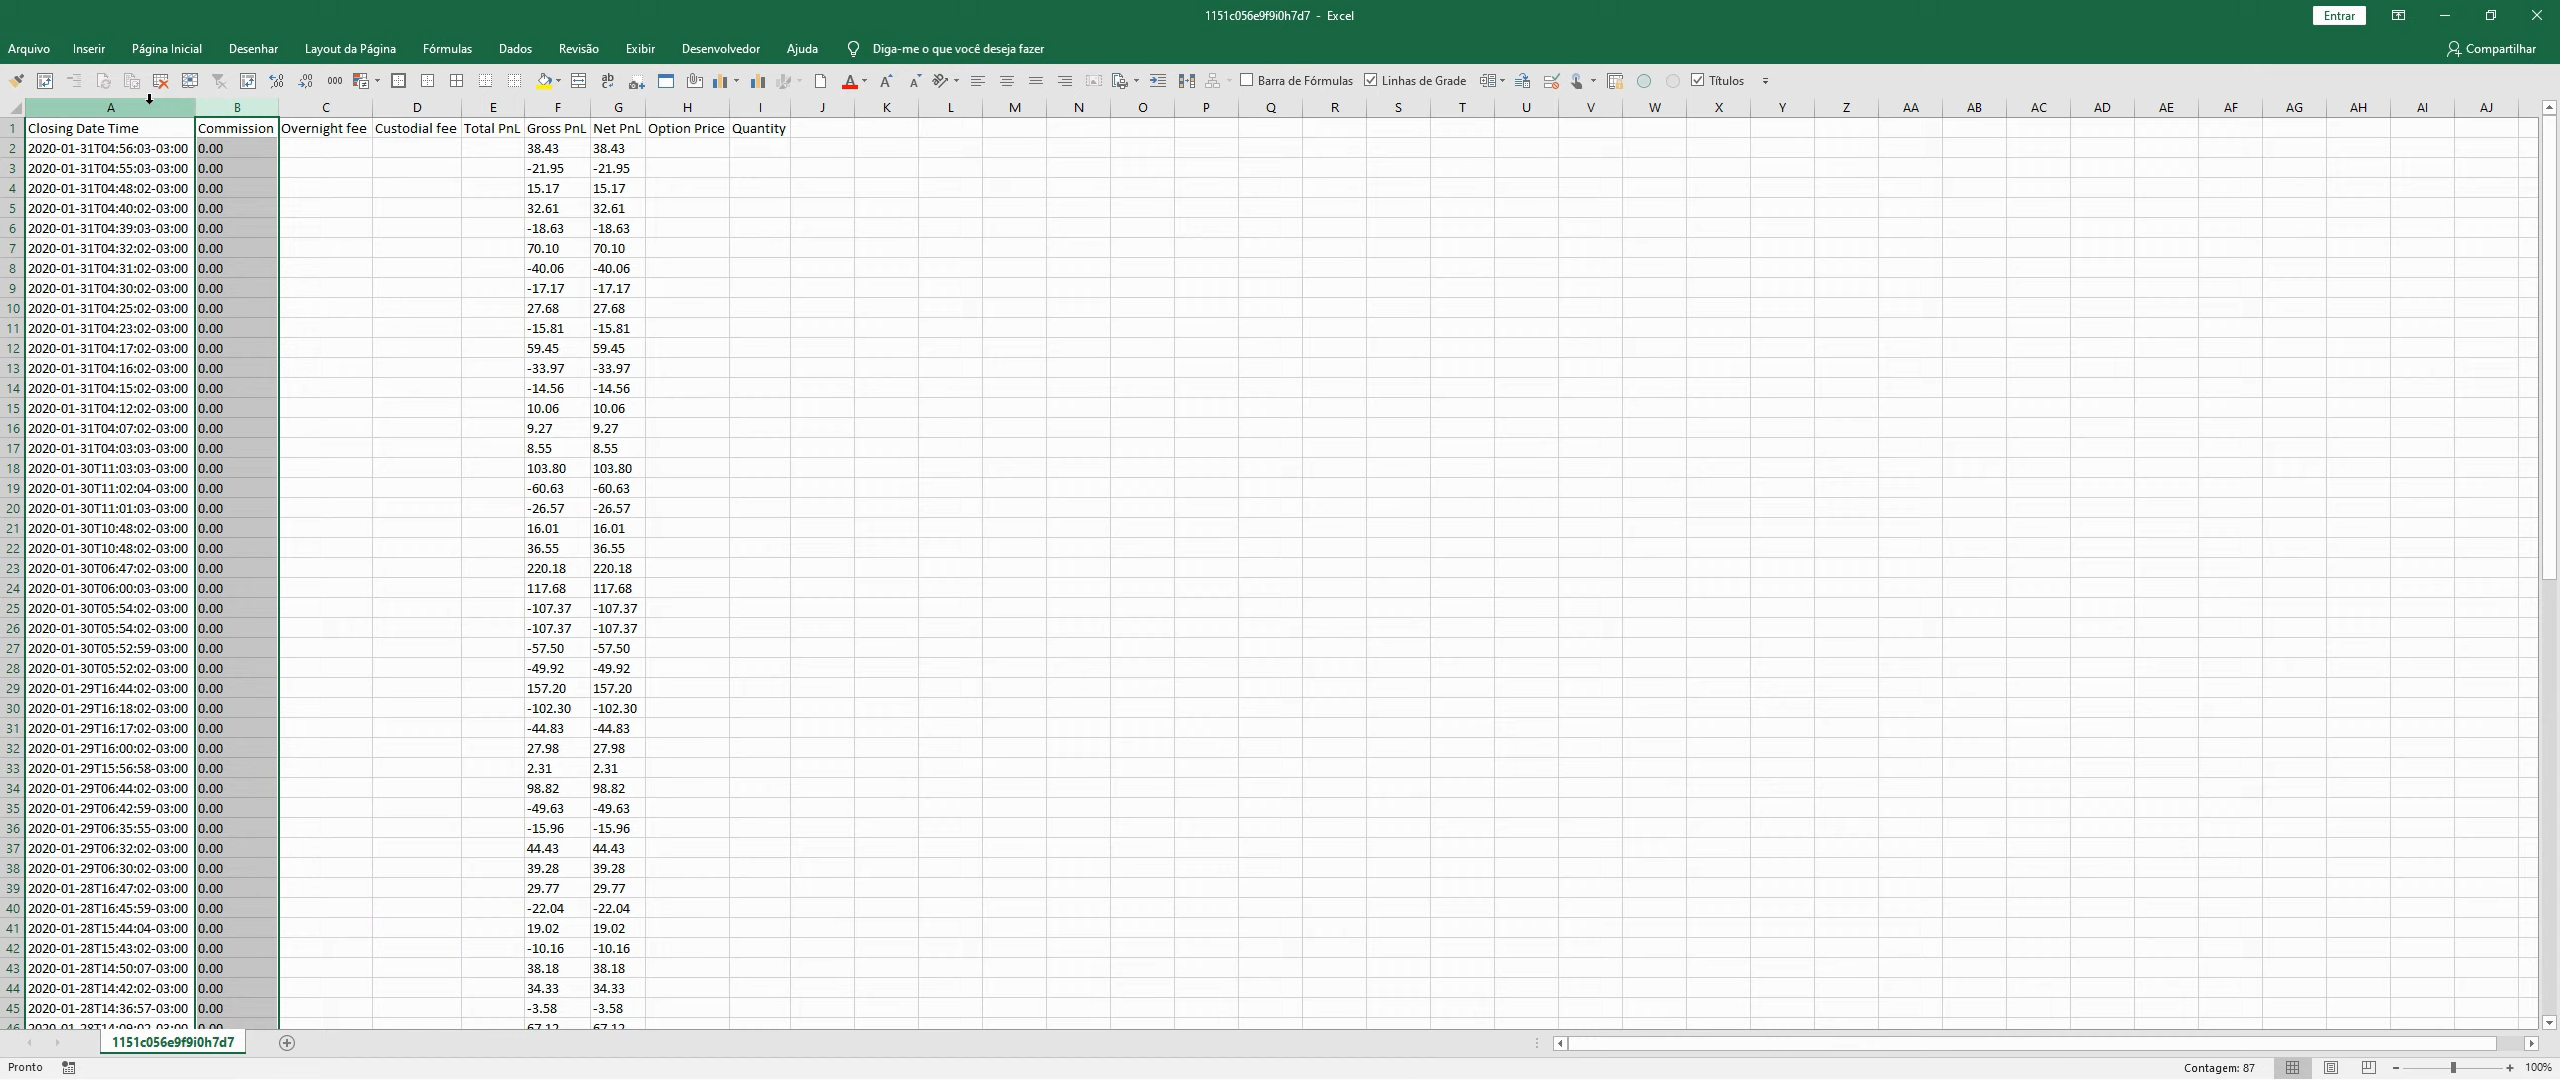 1151c056e9f9i0h7d7 - Excel
Entrar
Arquivo Inserir Página Inicial Desenhar Layout da Página Fórmulas Dados Revisão Exibir Desenvolvedor Ajuda Diga-me o que você deseja fazer Compartilhar
000 Barra de Fórmulas Linhas de Grade Títulos
A B C D E F G H I J K L M N O P Q R S T U V W X Y Z AA AB AC AD AE AF AG AH AI AJ
1 Closing Date Time Commission Overnight fee Custodial fee Total PnL Gross PnL Net PnL Option Price Quantity
2 2020-01-31T04:56:03-03:00 0.00 38.43 38.43
3 2020-01-31T04:55:03-03:00 0.00 -21.95 -21.95
4 2020-01-31T04:48:02-03:00 0.00 15.17 15.17
5 2020-01-31T04:40:02-03:00 0.00 32.61 32.61
6 2020-01-31T04:39:03-03:00 0.00 -18.63 -18.63
7 2020-01-31T04:32:02-03:00 0.00 70.10 70.10
8 2020-01-31T04:31:02-03:00 0.00 -40.06 -40.06
9 2020-01-31T04:30:02-03:00 0.00 -17.17 -17.17
10 2020-01-31T04:25:02-03:00 0.00 27.68 27.68
11 2020-01-31T04:23:02-03:00 0.00 -15.81 -15.81
12 2020-01-31T04:17:02-03:00 0.00 59.45 59.45
13 2020-01-31T04:16:02-03:00 0.00 -33.97 -33.97
14 2020-01-31T04:15:02-03:00 0.00 -14.56 -14.56
15 2020-01-31T04:12:02-03:00 0.00 10.06 10.06
16 2020-01-31T04:07:02-03:00 0.00 9.27 9.27
17 2020-01-31T04:03:03-03:00 0.00 8.55 8.55
18 2020-01-30T11:03:03-03:00 0.00 103.80 103.80
19 2020-01-30T11:02:04-03:00 0.00 -60.63 -60.63
20 2020-01-30T11:01:03-03:00 0.00 -26.57 -26.57
21 2020-01-30T10:48:02-03:00 0.00 16.01 16.01
22 2020-01-30T10:48:02-03:00 0.00 36.55 36.55
23 2020-01-30T06:47:02-03:00 0.00 220.18 220.18
24 2020-01-30T06:00:03-03:00 0.00 117.68 117.68
25 2020-01-30T05:54:02-03:00 0.00 -107.37 -107.37
26 2020-01-30T05:54:02-03:00 0.00 -107.37 -107.37
27 2020-01-30T05:52:59-03:00 0.00 -57.50 -57.50
28 2020-01-30T05:52:02-03:00 0.00 -49.92 -49.92
29 2020-01-29T16:44:02-03:00 0.00 157.20 157.20
30 2020-01-29T16:18:02-03:00 0.00 -102.30 -102.30
31 2020-01-29T16:17:02-03:00 0.00 -44.83 -44.83
32 2020-01-29T16:00:02-03:00 0.00 27.98 27.98
33 2020-01-29T15:56:58-03:00 0.00 2.31 2.31
34 2020-01-29T06:44:02-03:00 0.00 98.82 98.82
35 2020-01-29T06:42:59-03:00 0.00 -49.63 -49.63
36 2020-01-29T06:35:55-03:00 0.00 -15.96 -15.96
37 2020-01-29T06:32:02-03:00 0.00 44.43 44.43
38 2020-01-29T06:30:02-03:00 0.00 39.28 39.28
39 2020-01-28T16:47:02-03:00 0.00 29.77 29.77
40 2020-01-28T16:45:59-03:00 0.00 -22.04 -22.04
41 2020-01-28T15:44:04-03:00 0.00 19.02 19.02
42 2020-01-28T15:43:02-03:00 0.00 -10.16 -10.16
43 2020-01-28T14:50:07-03:00 0.00 38.18 38.18
44 2020-01-28T14:42:02-03:00 0.00 34.33 34.33
45 2020-01-28T14:36:57-03:00 0.00 -3.58 -3.58
46 2020-01-28T14:09:02-03:00 0.00 67.12 67.12
1151c056e9f9i0h7d7
Pronto Contagem: 87 100%